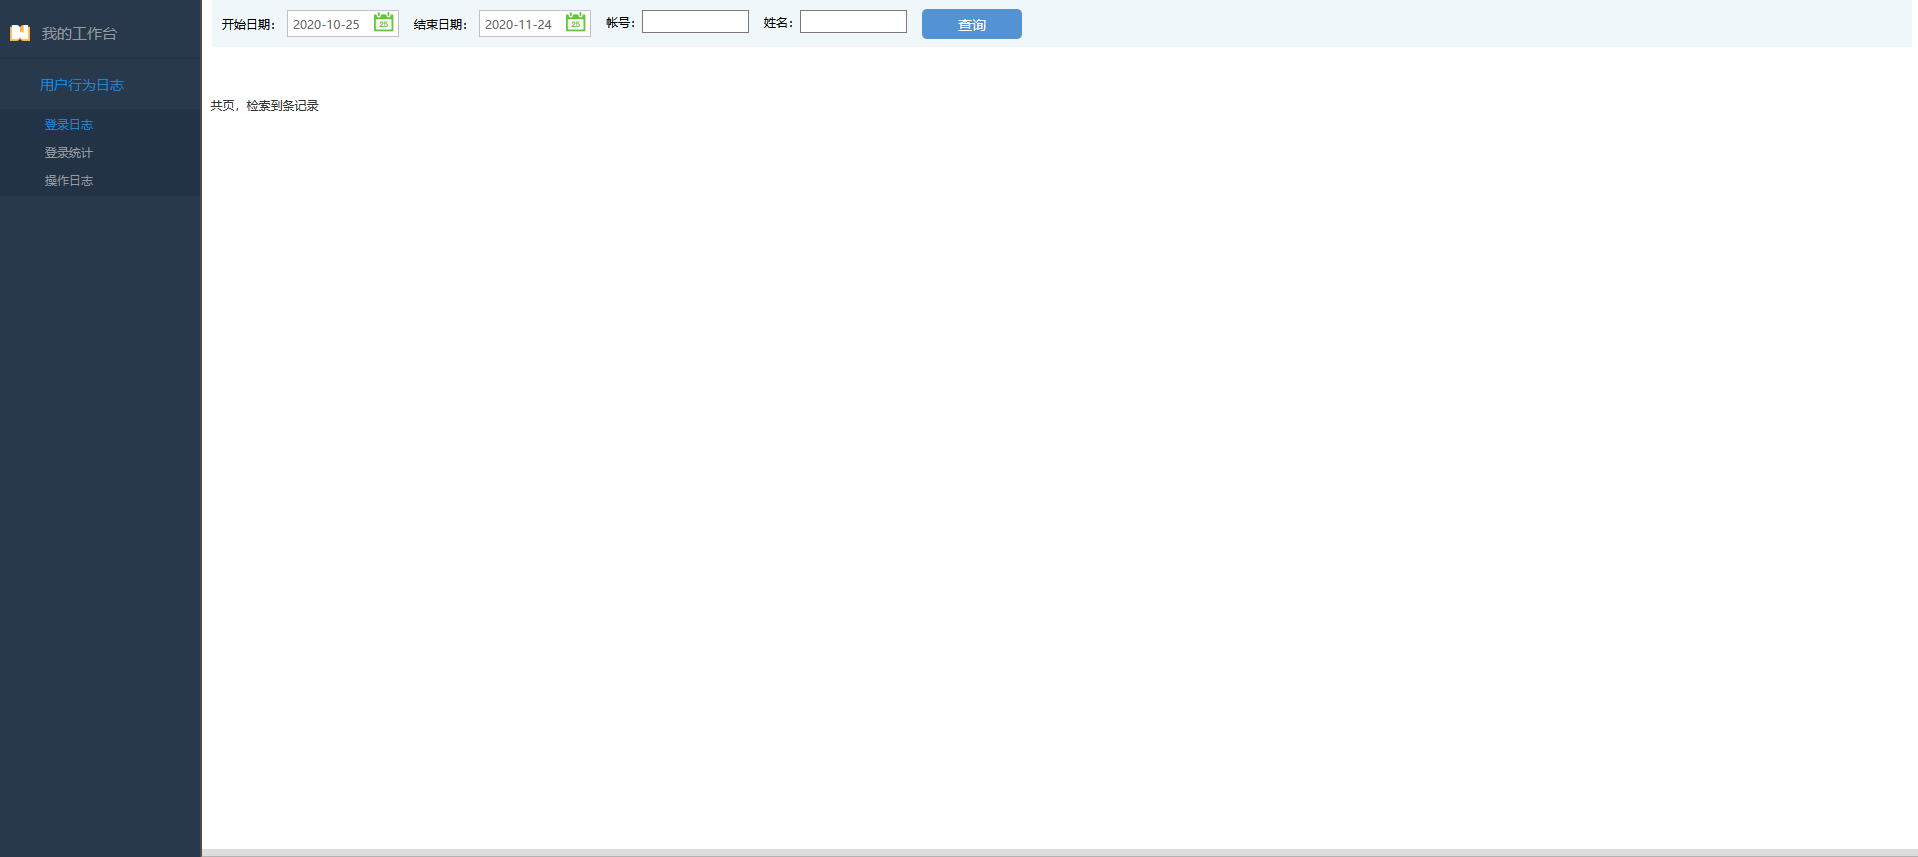 我的工作台
用户行为日志
登录日志
登录统计
操作日志
开始日期： 2020-10-25 25 结束日期： 2020-11-24 25 帐号： 姓名： 查询
共页，检索到条记录